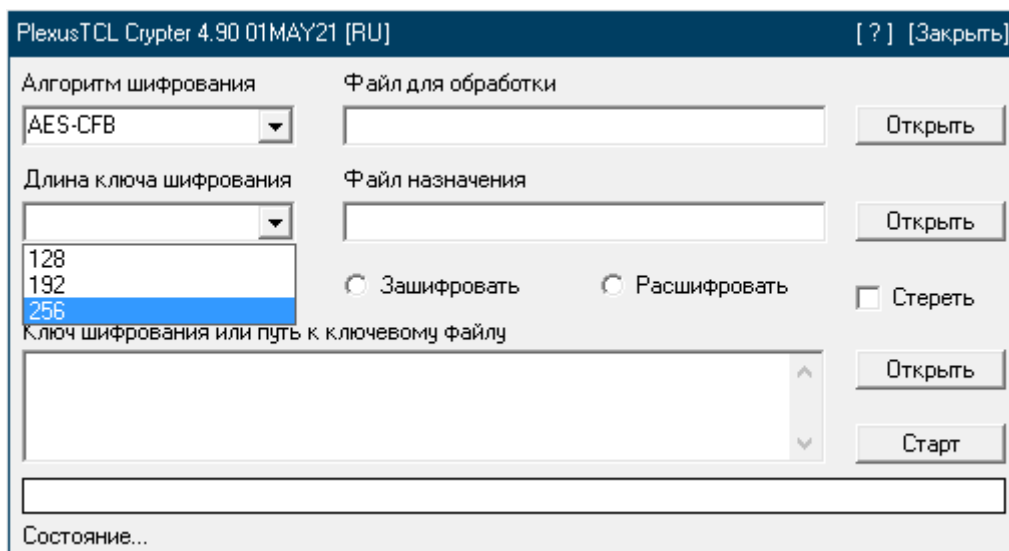 PlexusTCL Crypter 4.90 01MAY21 [RU] [ ? ] [Закрыть]
Алгоритм шифрования Файл для обработки
AES-CFB Открыть
Длина ключа шифрования Файл назначения
Открыть
128
192 Зашифровать Расшифровать
256 Стереть
Ключ шифрования или путь к ключевому файлу
Открыть
Старт
Состояние...